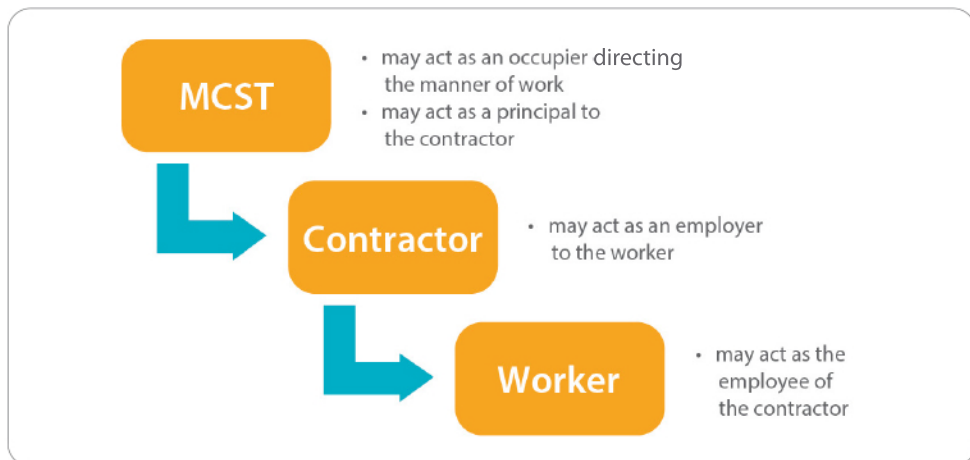 MCST
• may act as an occupier directing
the manner of work
• may act as a principal to
the contractor
Contractor
• may act as an employer
to the worker
Worker
• may act as the
employee of
the contractor